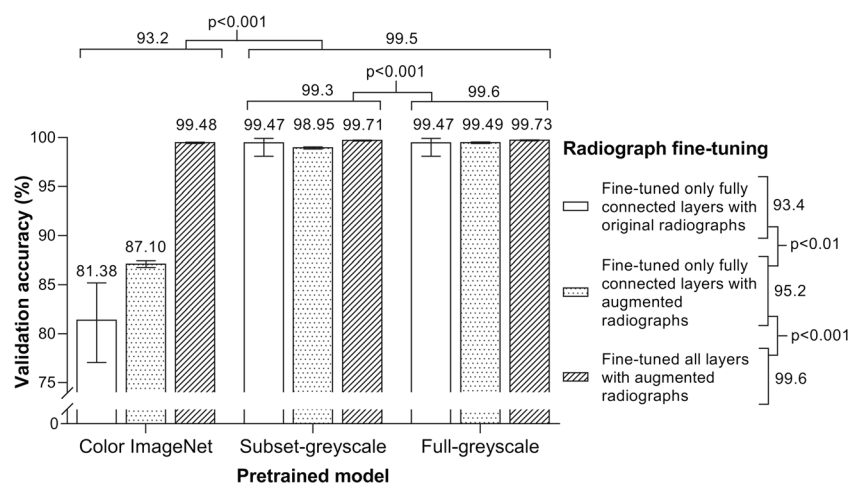 p<0.001
93.2
99.5
p<0.001
99.3
99.6
99.48
99.47
98.95
99.71
99.47
99.49
99.73
100
95
90
85
80
75
0
Validation accuracy (%)
81.38
87.10
Color ImageNet
Subset-greyscale
Full-greyscale
Pretrained model
Radiograph fine-tuning
Fine-tuned only fully
connected layers with
original radiographs
93.4
p<0.01
Fine-tuned only fully
connected layers with
augmented
radiographs
95.2
p<0.001
Fine-tuned all layers
with augmented
radiographs
99.6